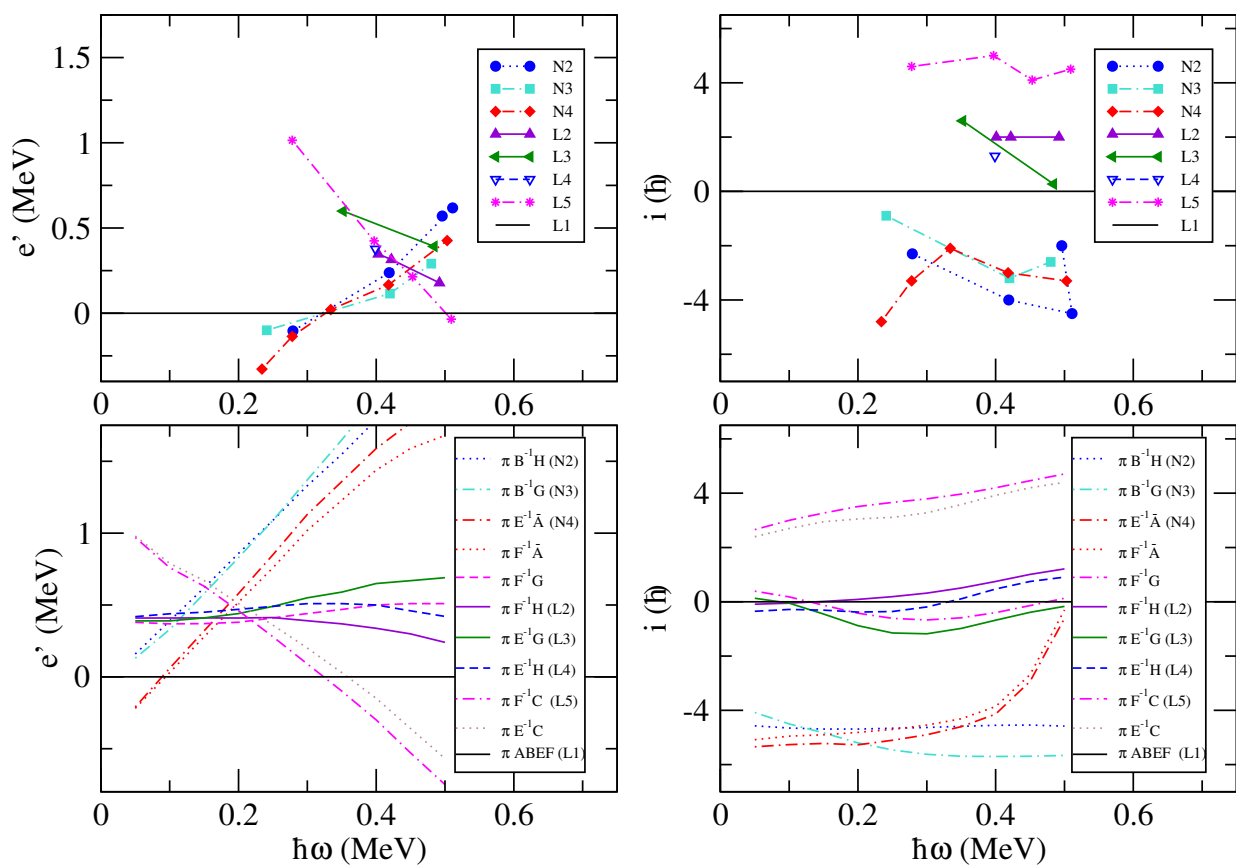 1.5
1
0.5
0
e' (MeV)
0 0.2 0.4 0.6
N2
N3
N4
L2
L3
L4
L5
L1
4
0
-4
i (ħ)
0 0.2 0.4 0.6
N2
N3
N4
L2
L3
L4
L5
L1
1
0
e' (MeV)
0 0.2 0.4 0.6
ħω (MeV)
π B⁻¹H (N2)
π B⁻¹G (N3)
π E⁻¹Ā (N4)
π F⁻¹Ā
π F⁻¹G
π F⁻¹H (L2)
π E⁻¹G (L3)
π E⁻¹H (L4)
π F⁻¹C (L5)
π E⁻¹C
π ABEF (L1)
4
0
-4
i (ħ)
0 0.2 0.4 0.6
ħω (MeV)
π B⁻¹H (N2)
π B⁻¹G (N3)
π E⁻¹Ā (N4)
π F⁻¹Ā
π F⁻¹G
π F⁻¹H (L2)
π E⁻¹G (L3)
π E⁻¹H (L4)
π F⁻¹C (L5)
π E⁻¹C
π ABEF (L1)